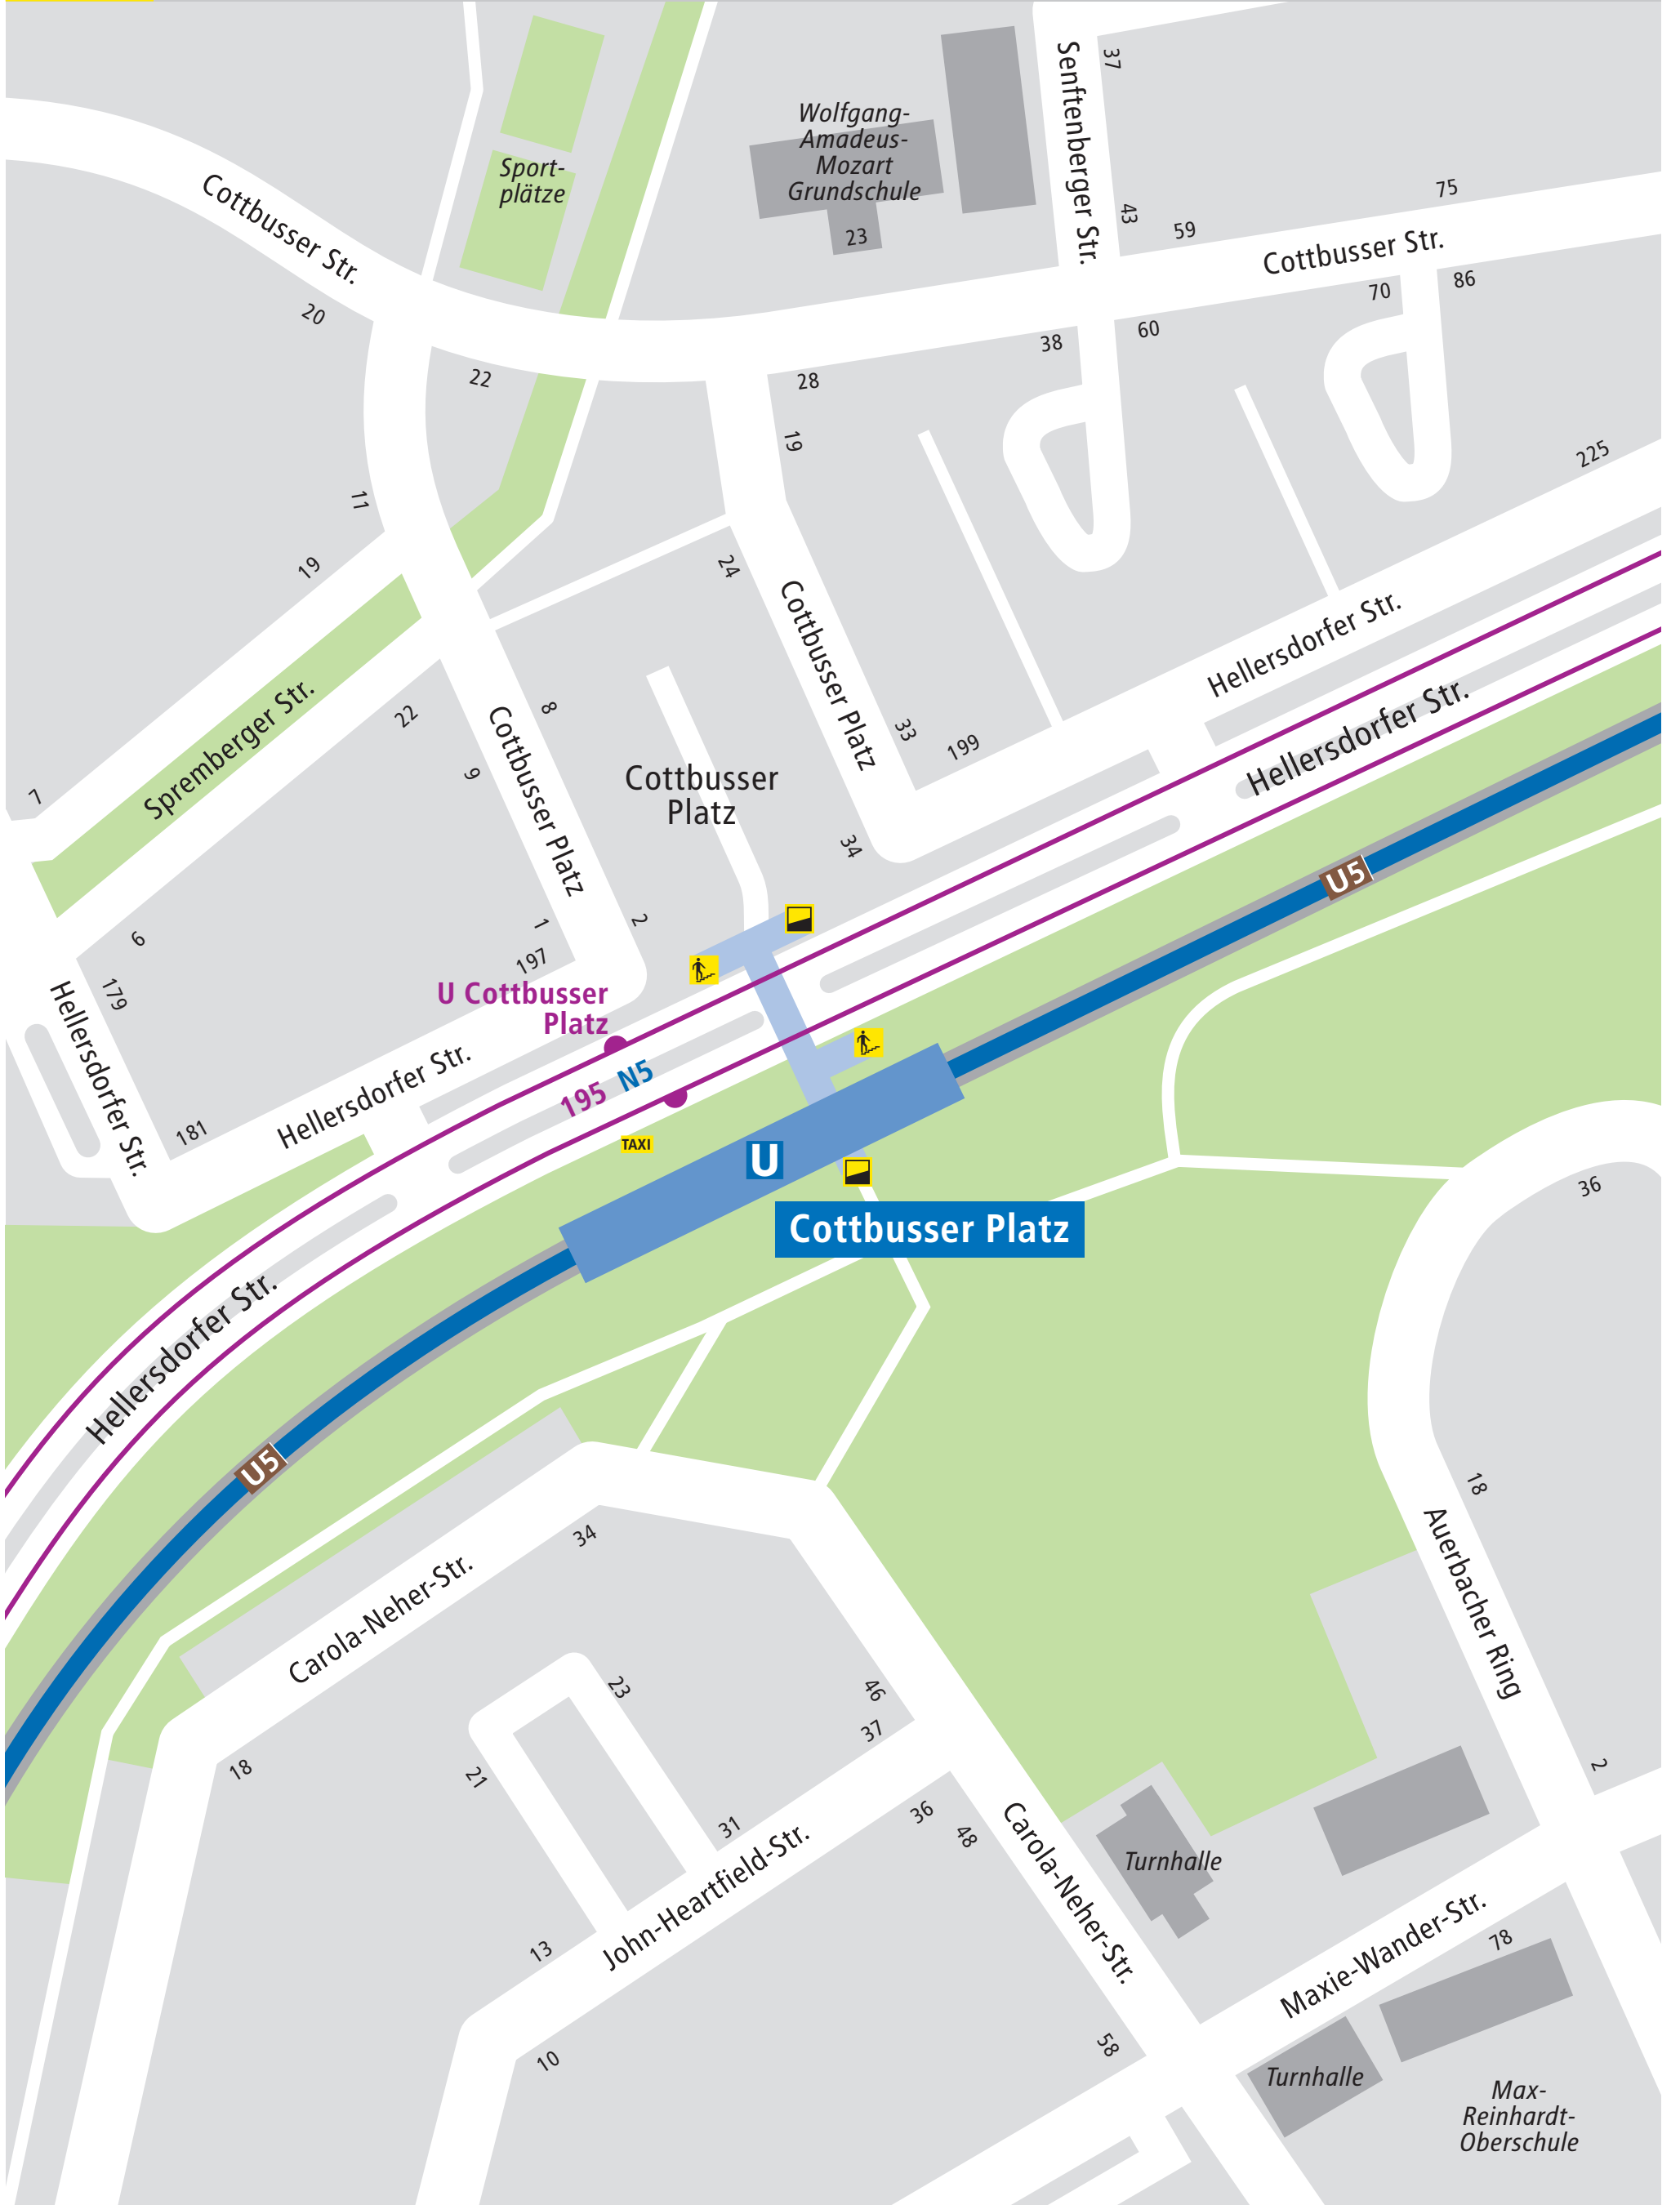 Senftenberger Str.
37
Wolfgang-
Amadeus-
Mozart
Grundschule
23
Sport-
plätze
Cottbusser Str.
43
59
75
Cottbusser Str.
20
22
28
38
60
70
86
19
225
11
19
24
Hellersdorfer Str.
Cottbusser Platz
Spremberger Str.
22
8
9
33
199
Hellersdorfer Str.
Cottbusser Platz
Cottbusser
Platz
7
34
U5
6
1
2
197
179
U Cottbusser
Platz
Hellersdorfer Str.
181
Hellersdorfer Str.
195 N5
TAXI
U
Cottbusser Platz
36
Hellersdorfer Str.
U5
18
34
Auerbacher Ring
Carola-Neher-Str.
23
46
37
18
21
31
36
48
2
Carola-Neher-Str.
Turnhalle
John-Heartfield-Str.
13
10
Maxie-Wander-Str.
78
58
Turnhalle
Max-
Reinhardt-
Oberschule